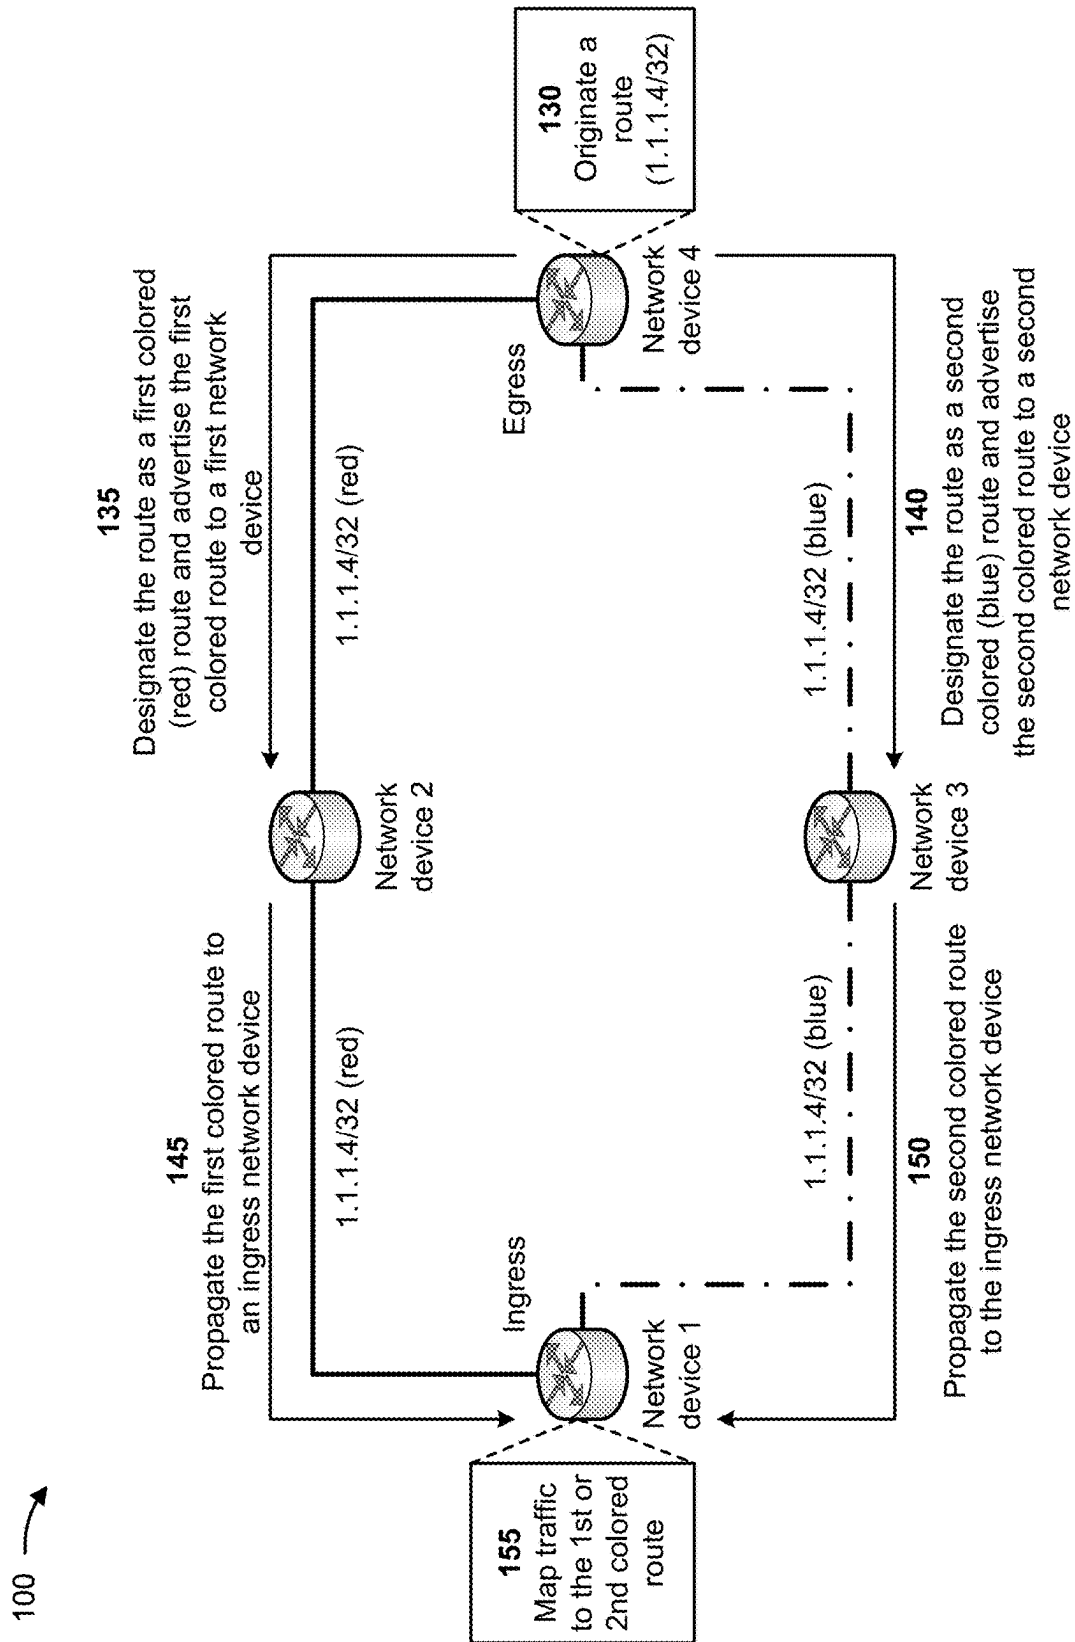 100
135
Designate the route as a first colored
(red) route and advertise the first
colored route to a first network
device
145
Propagate the first colored route to
an ingress network device
1.1.1.4/32 (red)
1.1.1.4/32 (red)
Network
device 2
155
Map traffic
to the 1st or
2nd colored
route
Ingress
Network
device 1
Egress
Network
device 4
130
Originate a
route
(1.1.1.4/32)
1.1.1.4/32 (blue)
1.1.1.4/32 (blue)
Network
device 3
150
Propagate the second colored route
to the ingress network device
140
Designate the route as a second
colored (blue) route and advertise
the second colored route to a second
network device